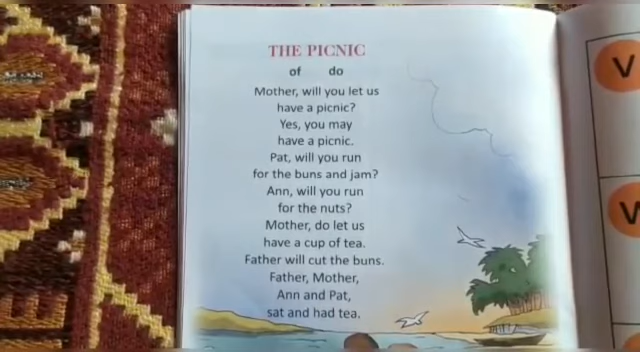 THE PICNIC
of do
Mother, will you let us
have a picnic?
Yes, you may
have a picnic.
Pat, will you run
for the buns and jam?
Ann, will you run
for the nuts?
Mother, do let us
have a cup of tea.
Father will cut the buns.
Father, Mother,
Ann and Pat,
sat and had tea.
V